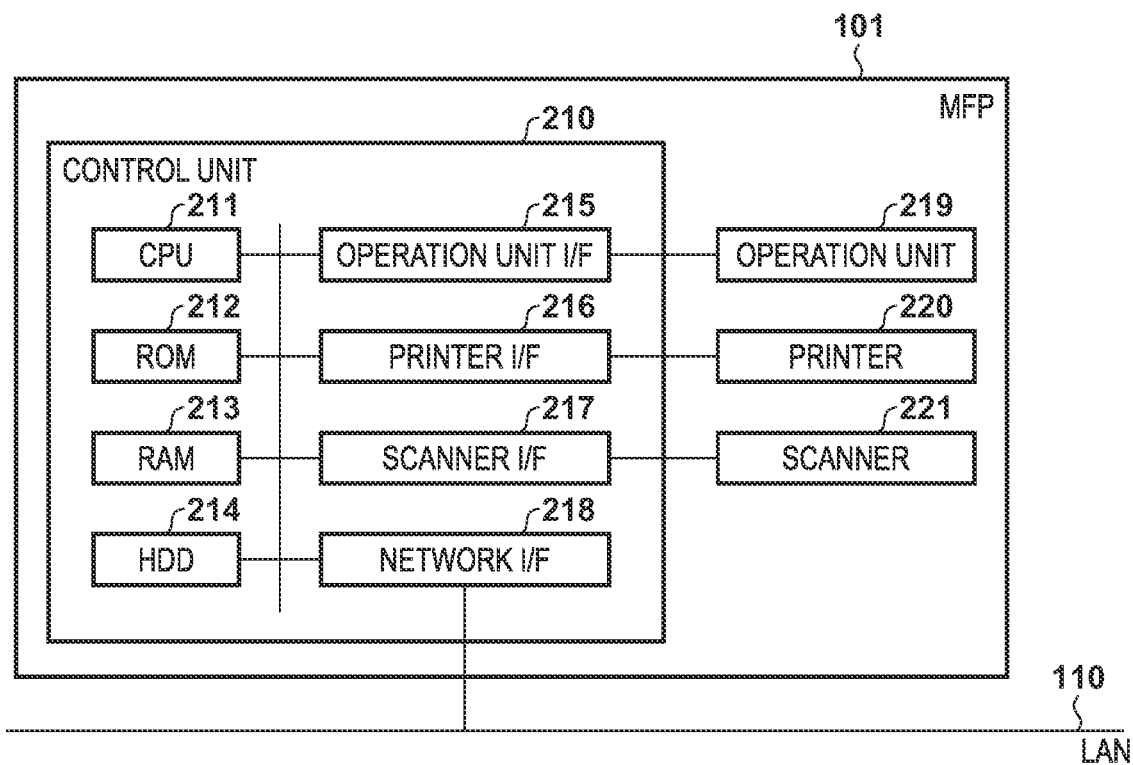 101
MFP
210
CONTROL UNIT
211 215 219
CPU OPERATION UNIT I/F OPERATION UNIT
212 216 220
ROM PRINTER I/F PRINTER
213 217 221
RAM SCANNER I/F SCANNER
214 218
HDD NETWORK I/F
110
LAN